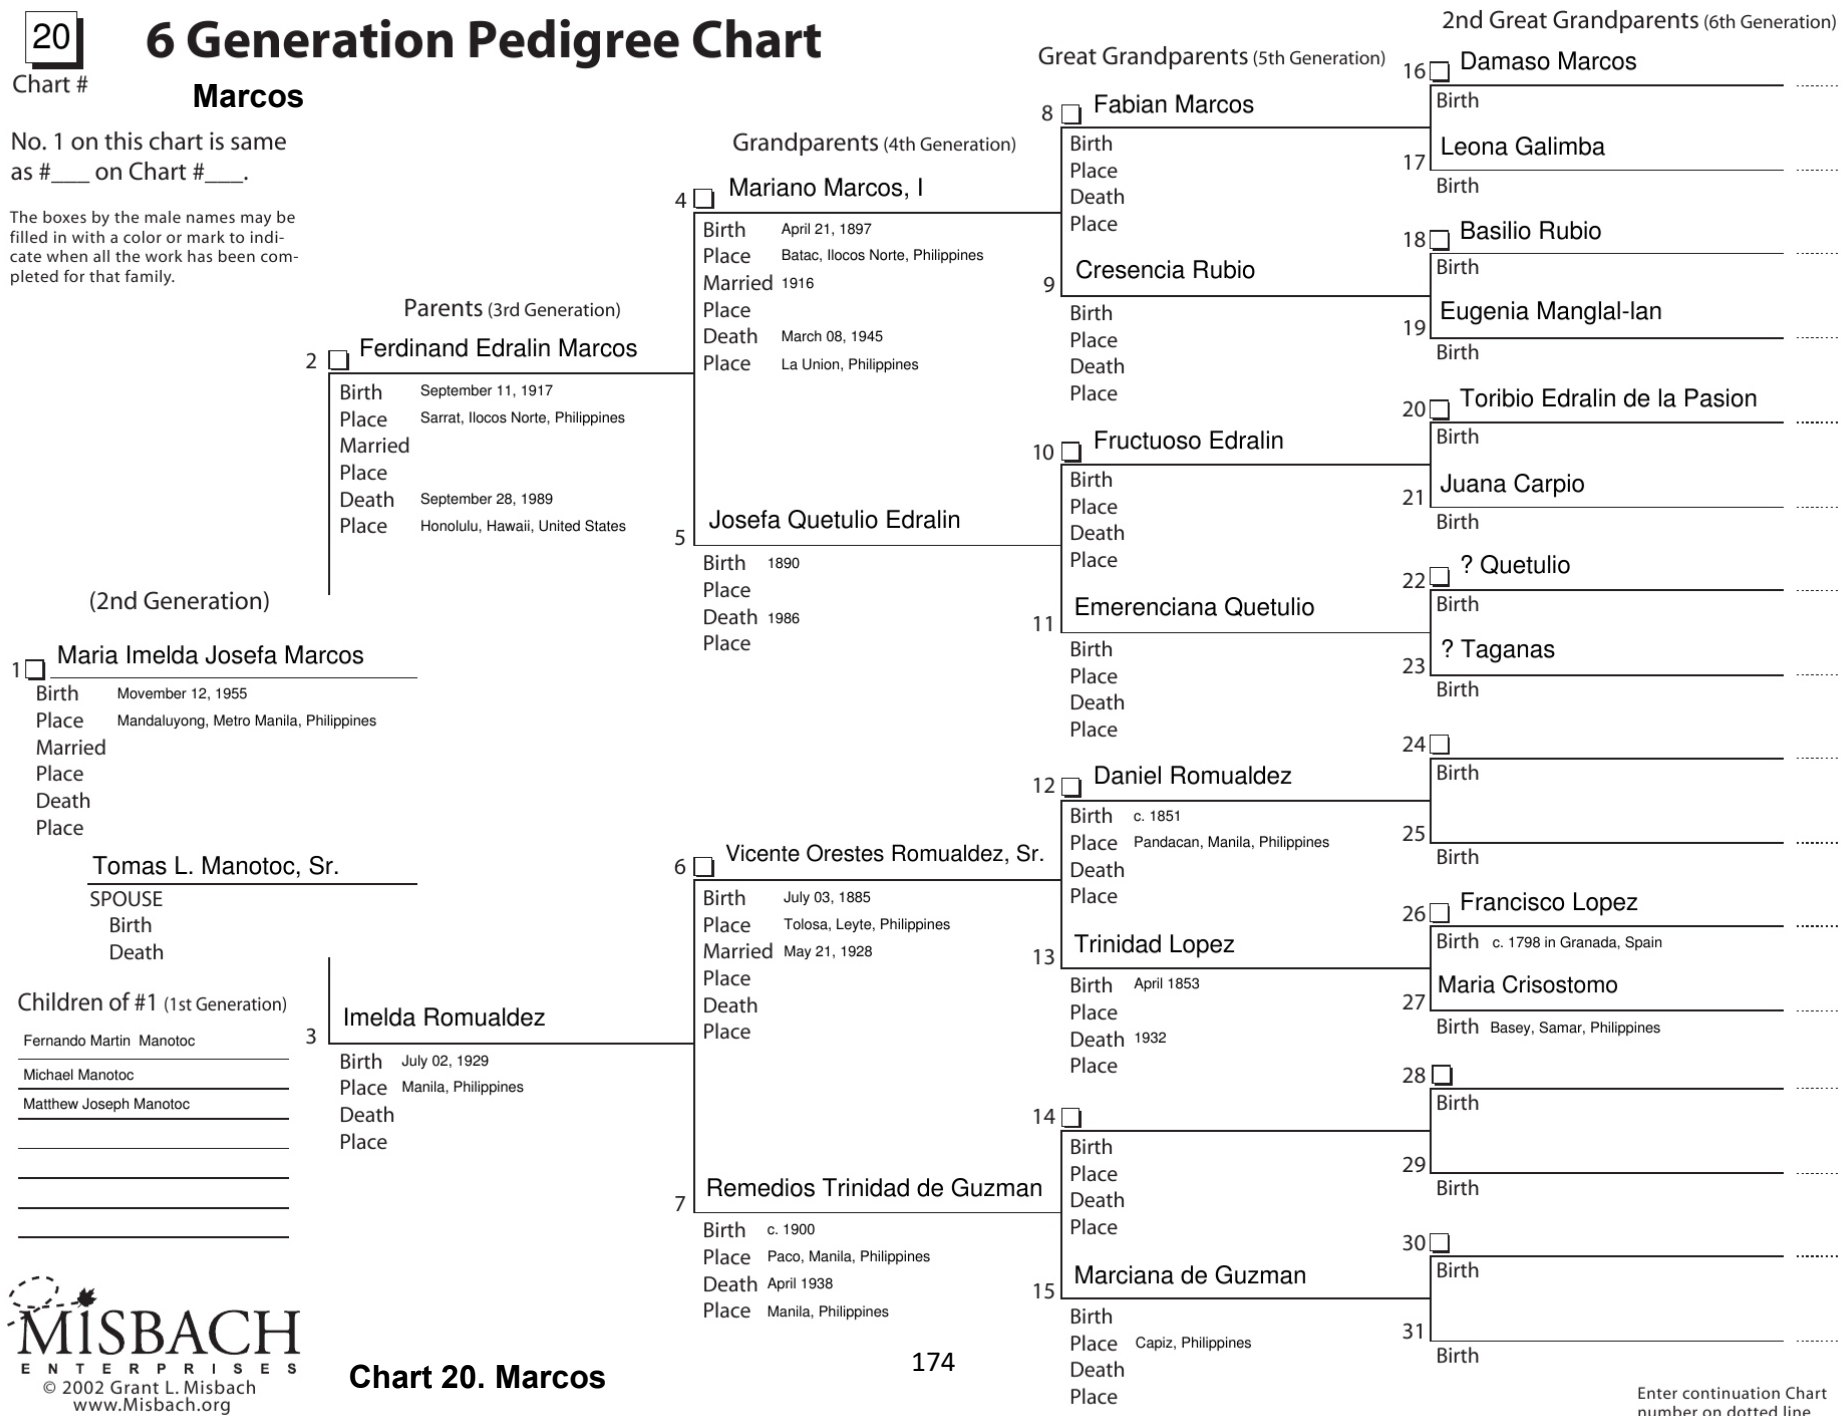 20
Chart #
6 Generation Pedigree Chart
Marcos
No. 1 on this chart is same
as #___ on Chart #___.
The boxes by the male names may be
filled in with a color or mark to indi-
cate when all the work has been com-
pleted for that family.
(2nd Generation)
1 Maria Imelda Josefa Marcos
Birth Movember 12, 1955
Place Mandaluyong, Metro Manila, Philippines
Married
Place
Death
Place
Tomas L. Manotoc, Sr.
SPOUSE
Birth
Death
Children of #1 (1st Generation)
Fernando Martin Manotoc
Michael Manotoc
Matthew Joseph Manotoc
Parents (3rd Generation)
2 Ferdinand Edralin Marcos
Birth September 11, 1917
Place Sarrat, Ilocos Norte, Philippines
Married
Place
Death September 28, 1989
Place Honolulu, Hawaii, United States
3 Imelda Romualdez
Birth July 02, 1929
Place Manila, Philippines
Death
Place
Grandparents (4th Generation)
4 Mariano Marcos, I
Birth April 21, 1897
Place Batac, Ilocos Norte, Philippines
Married 1916
Place
Death March 08, 1945
Place La Union, Philippines
5 Josefa Quetulio Edralin
Birth 1890
Place
Death 1986
Place
6 Vicente Orestes Romualdez, Sr.
Birth July 03, 1885
Place Tolosa, Leyte, Philippines
Married May 21, 1928
Place
Death
Place
7 Remedios Trinidad de Guzman
Birth c. 1900
Place Paco, Manila, Philippines
Death April 1938
Place Manila, Philippines
Great Grandparents (5th Generation)
8 Fabian Marcos
Birth
Place
Death
Place
9 Cresencia Rubio
Birth
Place
Death
Place
10 Fructuoso Edralin
Birth
Place
Death
Place
11 Emerenciana Quetulio
Birth
Place
Death
Place
12 Daniel Romualdez
Birth c. 1851
Place Pandacan, Manila, Philippines
Death
Place
13 Trinidad Lopez
Birth April 1853
Place
Death 1932
Place
14
Birth
Place
Death
Place
15 Marciana de Guzman
Birth
Place Capiz, Philippines
Death
Place
2nd Great Grandparents (6th Generation)
16 Damaso Marcos
Birth
17 Leona Galimba
Birth
18 Basilio Rubio
Birth
19 Eugenia Manglal-lan
Birth
20 Toribio Edralin de la Pasion
Birth
21 Juana Carpio
Birth
22 ? Quetulio
Birth
23 ? Taganas
Birth
24
Birth
25
Birth
26 Francisco Lopez
Birth c. 1798 in Granada, Spain
27 Maria Crisostomo
Birth Basey, Samar, Philippines
28
Birth
29
Birth
30
Birth
31
Birth
MISBACH
ENTERPRISES
© 2002 Grant L. Misbach
www.Misbach.org
Chart 20. Marcos
174
Enter continuation Chart
number on dotted line